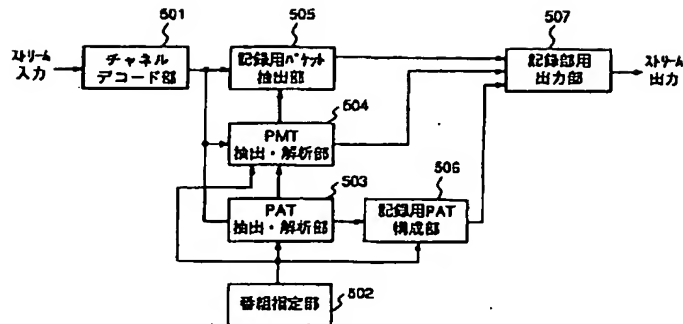 501
505
507
ストリーム
入力
チャネル
デコード部
記録用パケット
抽出部
記録部用
出力部
ストリーム
出力
504
PMT
抽出・解析部
503
506
PAT
抽出・解析部
記録用PAT
構成部
番組指定部
502